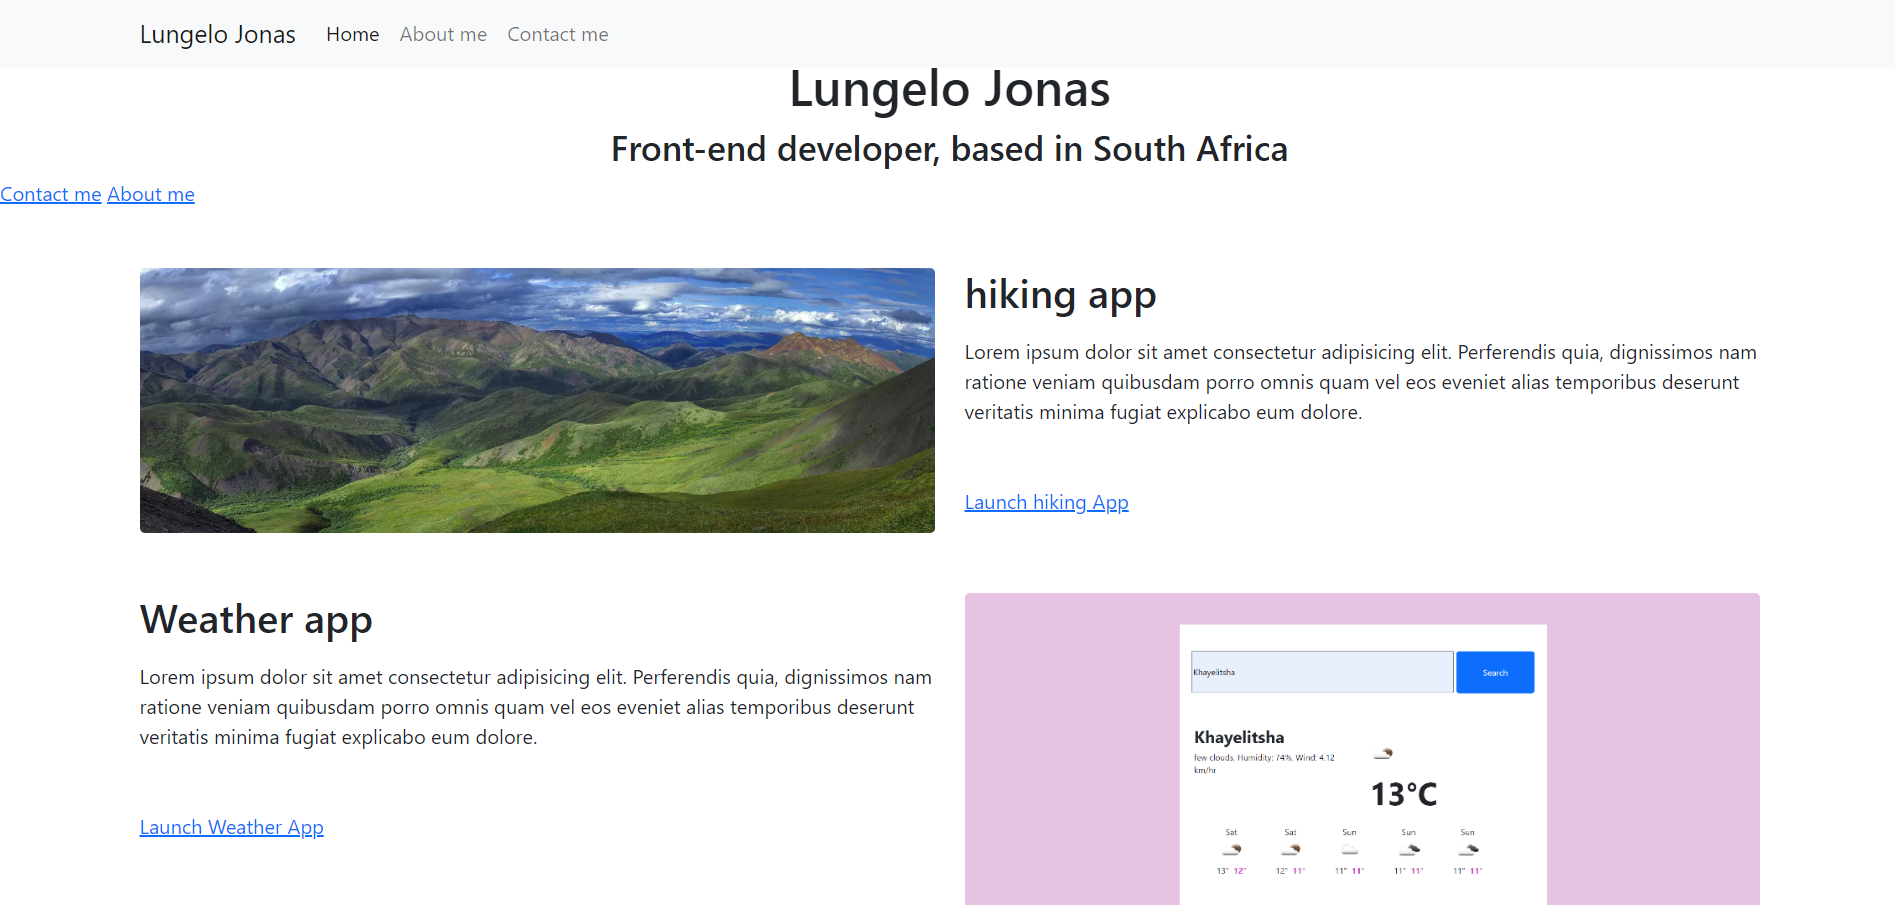 Lungelo Jonas Home About me Contact me
Lungelo Jonas
Front-end developer, based in South Africa
Contact me About me
hiking app
Lorem ipsum dolor sit amet consectetur adipisicing elit. Perferendis quia, dignissimos nam
ratione veniam quibusdam porro omnis quam vel eos eveniet alias temporibus deserunt
veritatis minima fugiat explicabo eum dolore.
Launch hiking App
Weather app
Lorem ipsum dolor sit amet consectetur adipisicing elit. Perferendis quia, dignissimos nam
ratione veniam quibusdam porro omnis quam vel eos eveniet alias temporibus deserunt
veritatis minima fugiat explicabo eum dolore.
Launch Weather App
Khayelitsha Search
Khayelitsha
few clouds, Humidity: 74%, Wind: 4.12
km/hr
13°C
Sat Sat Sun Sun Sun
13° 12° 12° 11° 11° 11° 11° 11° 11° 11°